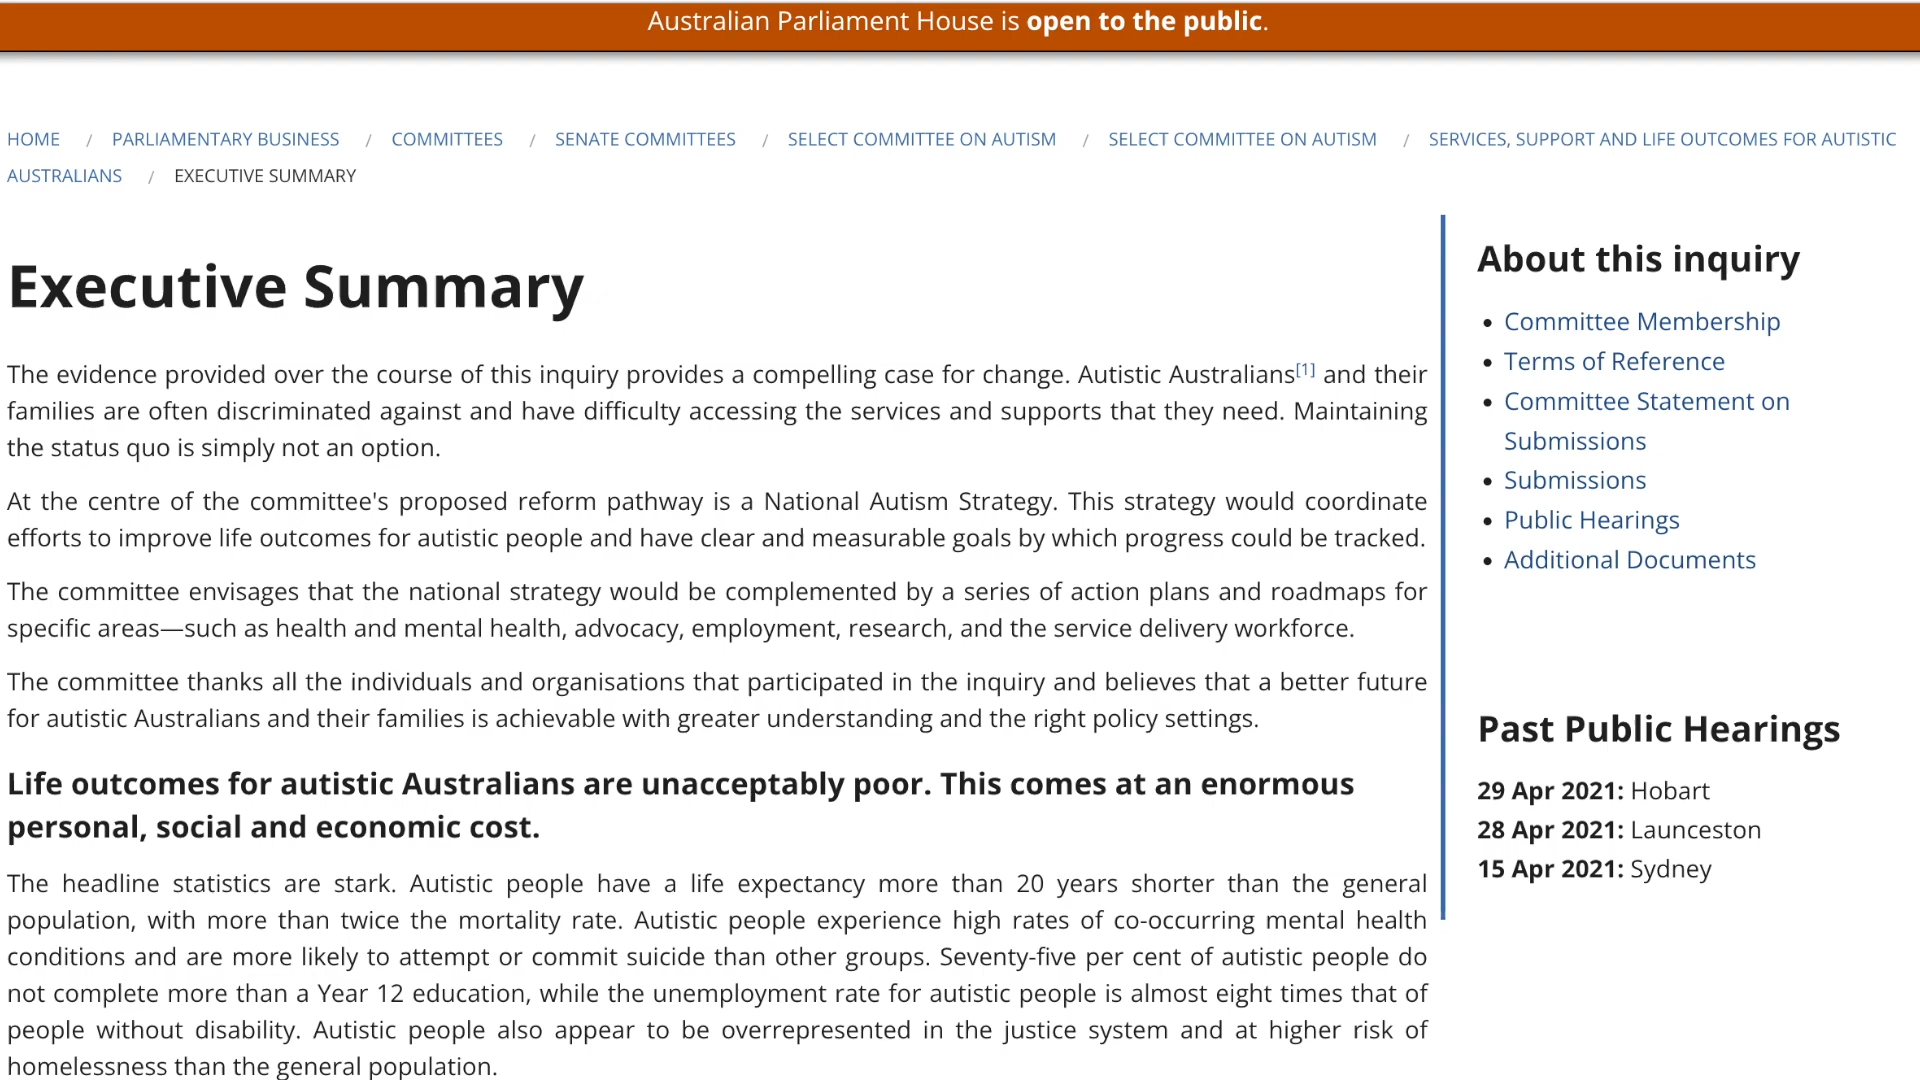 Australian Parliament House is open to the public.
HOME / PARLIAMENTARY BUSINESS / COMMITTEES / SENATE COMMITTEES / SELECT COMMITTEE ON AUTISM / SELECT COMMITTEE ON AUTISM / SERVICES, SUPPORT AND LIFE OUTCOMES FOR AUTISTIC
AUSTRALIANS / EXECUTIVE SUMMARY
Executive Summary
The evidence provided over the course of this inquiry provides a compelling case for change. Autistic Australians[1] and their
families are often discriminated against and have difficulty accessing the services and supports that they need. Maintaining
the status quo is simply not an option.
At the centre of the committee's proposed reform pathway is a National Autism Strategy. This strategy would coordinate
efforts to improve life outcomes for autistic people and have clear and measurable goals by which progress could be tracked.
The committee envisages that the national strategy would be complemented by a series of action plans and roadmaps for
specific areas—such as health and mental health, advocacy, employment, research, and the service delivery workforce.
The committee thanks all the individuals and organisations that participated in the inquiry and believes that a better future
for autistic Australians and their families is achievable with greater understanding and the right policy settings.
Life outcomes for autistic Australians are unacceptably poor. This comes at an enormous
personal, social and economic cost.
The headline statistics are stark. Autistic people have a life expectancy more than 20 years shorter than the general
population, with more than twice the mortality rate. Autistic people experience high rates of co-occurring mental health
conditions and are more likely to attempt or commit suicide than other groups. Seventy-five per cent of autistic people do
not complete more than a Year 12 education, while the unemployment rate for autistic people is almost eight times that of
people without disability. Autistic people also appear to be overrepresented in the justice system and at higher risk of
homelessness than the general population.
About this inquiry
• Committee Membership
• Terms of Reference
• Committee Statement on
Submissions
• Submissions
• Public Hearings
• Additional Documents
Past Public Hearings
29 Apr 2021: Hobart
28 Apr 2021: Launceston
15 Apr 2021: Sydney